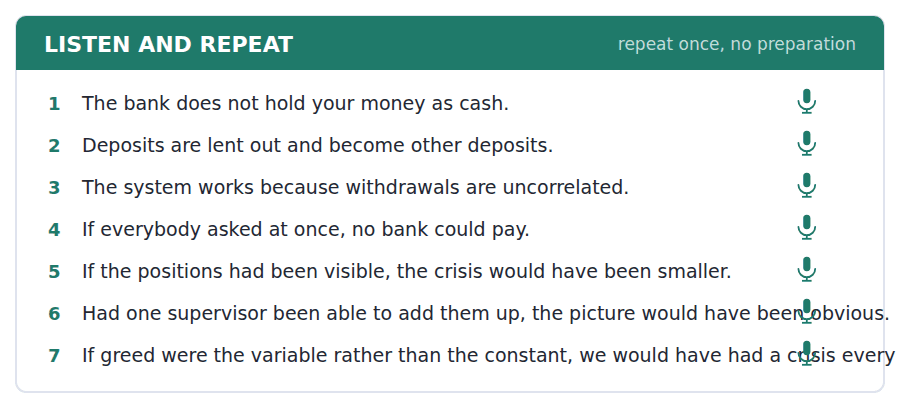 LISTEN AND REPEAT
repeat once, no preparation
1 The bank does not hold your money as cash.
2 Deposits are lent out and become other deposits.
3 The system works because withdrawals are uncorrelated.
4 If everybody asked at once, no bank could pay.
5 If the positions had been visible, the crisis would have been smaller.
6 Had one supervisor been able to add them up, the picture would have been obvious.
7 If greed were the variable rather than the constant, we would have had a crisis every